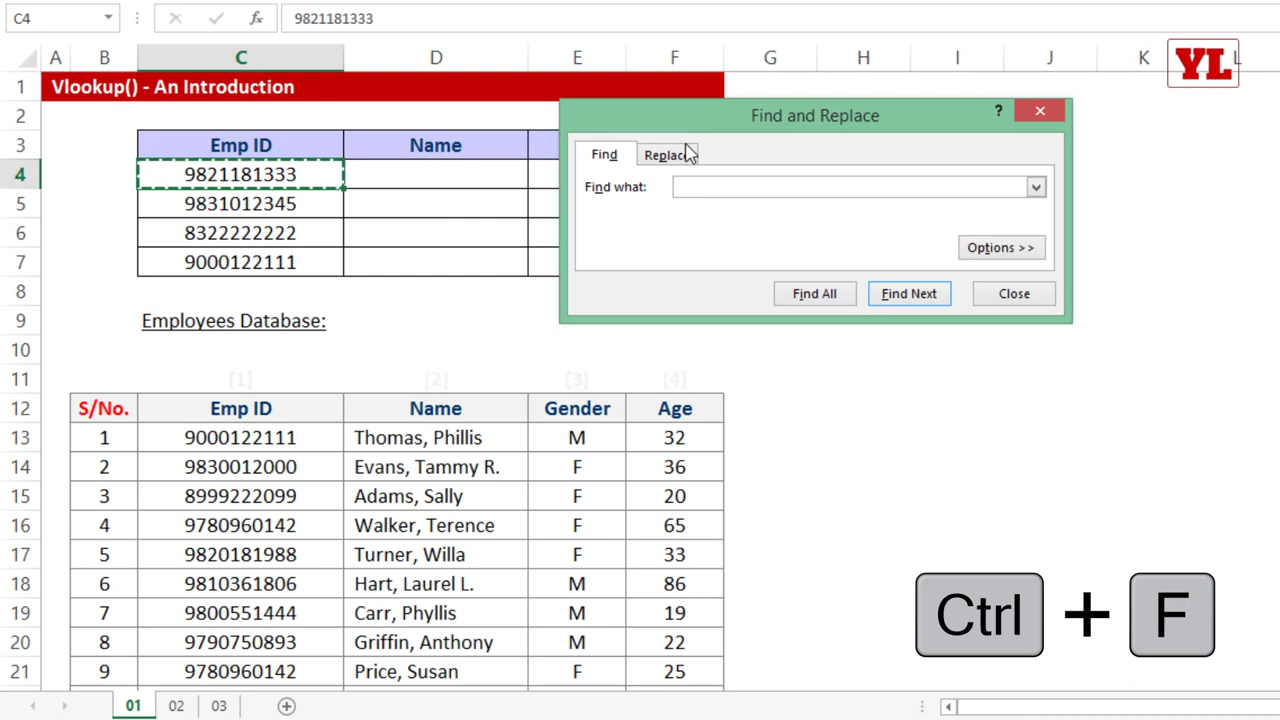 C4 fx 9821181333
A B C D E F G H I J K L
YL
1 Vlookup() - An Introduction
2
Find and Replace ?
3 Emp ID Name
Find Replace
4 9821181333
Find what:
5 9831012345
6 8322222222
Options >>
7 9000122111
8
Find All Find Next Close
9 Employees Database:
10
11 [1] [2] [3] [4]
12 S/No. Emp ID Name Gender Age
13 1 9000122111 Thomas, Phillis M 32
14 2 9830012000 Evans, Tammy R. F 36
15 3 8999222099 Adams, Sally F 20
16 4 9780960142 Walker, Terence F 65
17 5 9820181988 Turner, Willa F 33
18 6 9810361806 Hart, Laurel L. M 86
19 7 9800551444 Carr, Phyllis M 19
20 8 9790750893 Griffin, Anthony M 22
21 9 9780960142 Price, Susan F 25
Ctrl + F
01 02 03